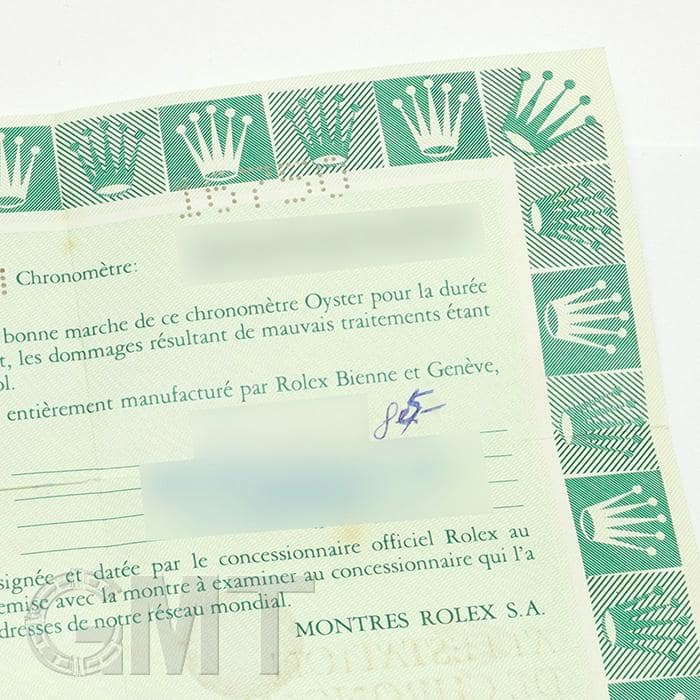 16750
Chronomètre:
bonne marche de ce chronomètre Oyster pour la durée
t, les dommages résultant de mauvais traitements étant
ol.
entièrement manufacturé par Rolex Bienne et Genève,
signée et datée par le concessionnaire officiel Rolex au
emise avec la montre à examiner au concessionnaire qui l'a
dresses de notre réseau mondial.
MONTRES ROLEX S.A.
GMT